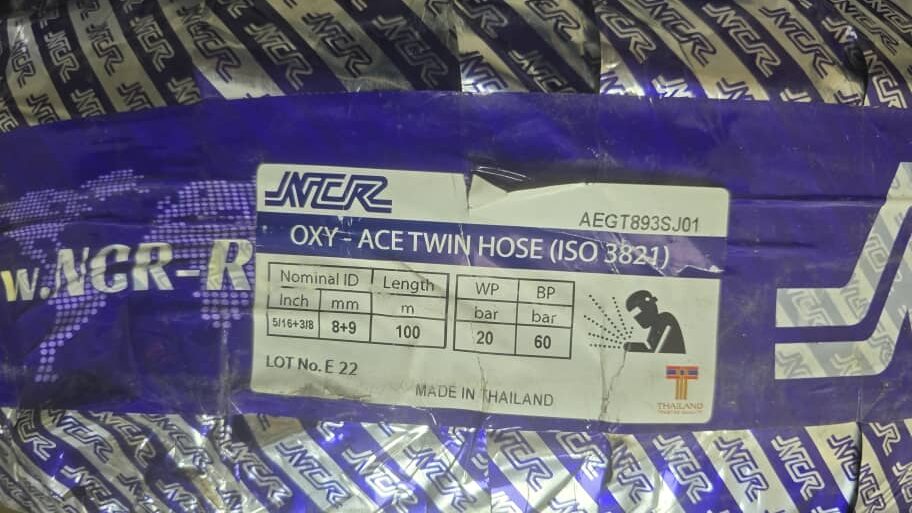 NCR
AEGT893SJ01
OXY - ACE TWIN HOSE (ISO 3821)
w.NCR-R
Nominal ID Length WP BP
Inch mm m bar bar
5/16+3/8 8+9 100 20 60
LOT No. E 22
MADE IN THAILAND
THAILAND